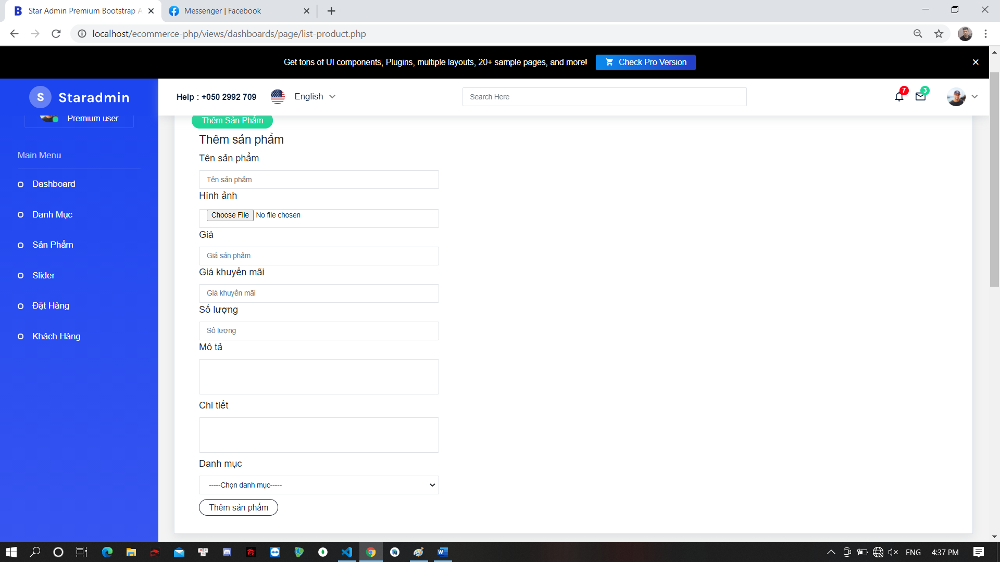 Star Admin Premium Bootstrap A
Messenger | Facebook
localhost/ecommerce-php/views/dashboards/page/list-product.php
Get tons of UI components, Plugins, multiple layouts, 20+ sample pages, and more!
Check Pro Version
S Staradmin
Help : +050 2992 709
English
Search Here
7
3
Premium user
Main Menu
Dashboard
Danh Mục
Sản Phẩm
Slider
Đặt Hàng
Khách Hàng
Thêm Sản Phẩm
Thêm sản phẩm
Tên sản phẩm
Tên sản phẩm
Hình ảnh
Choose File No file chosen
Giá
Giá sản phẩm
Giá khuyến mãi
Giá khuyến mãi
Số lượng
Số lượng
Mô tả
Chi tiết
Danh mục
-----Chọn danh mục-----
Thêm sản phẩm
ENG
4:37 PM